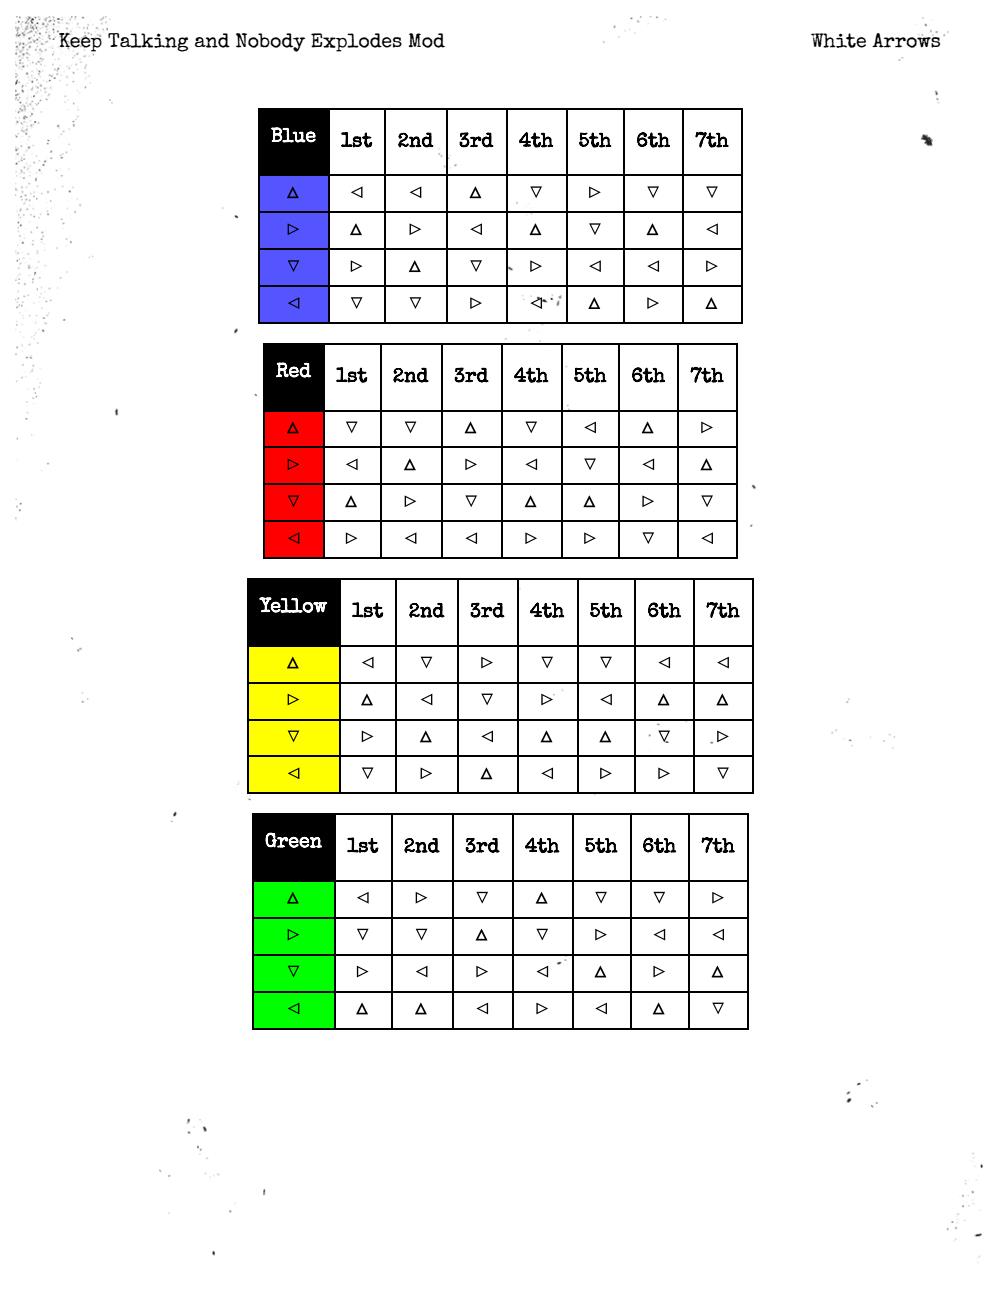 Keep Talking and Nobody Explodes Mod White Arrows
Blue 1st 2nd 3rd 4th 5th 6th 7th
△ ◁ ◁ △ ▽ ▷ ▽ ▽
▷ △ ▷ ◁ △ ▽ △ ◁
▽ ▷ △ ▽ ▷ ◁ ◁ ▷
◁ ▽ ▽ ▷ ◁ △ ▷ △
Red 1st 2nd 3rd 4th 5th 6th 7th
△ ▽ ▽ △ ▽ ◁ △ ▷
▷ ◁ △ ▷ ◁ ▽ ◁ △
▽ △ ▷ ▽ △ △ ▷ ▽
◁ ▷ ◁ ◁ ▷ ▷ ▽ ◁
Yellow 1st 2nd 3rd 4th 5th 6th 7th
△ ◁ ▽ ▷ ▽ ▽ ◁ ◁
▷ △ ◁ ▽ ▷ ◁ △ △
▽ ▷ △ ◁ △ △ ▽ ▷
◁ ▽ ▷ △ ◁ ▷ ▷ ▽
Green 1st 2nd 3rd 4th 5th 6th 7th
△ ◁ ▷ ▽ △ ▽ ▽ ▷
▷ ▽ ▽ △ ▽ ▷ ◁ ◁
▽ ▷ ◁ ▷ ◁ △ ▷ △
◁ △ △ ◁ ▷ ◁ △ ▽